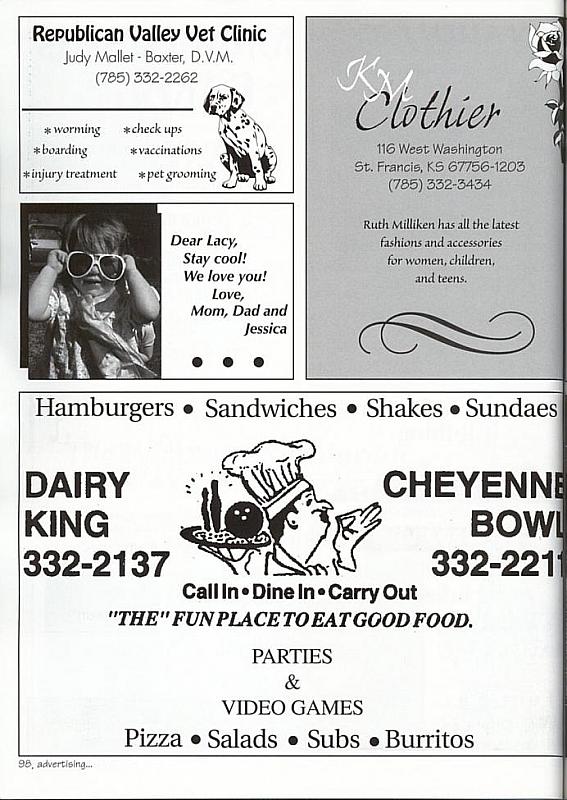 Republican Valley Vet Clinic
Judy Mallet - Baxter, D.V.M.
(785) 332-2262
* worming * check ups
* boarding * vaccinations
* injury treatment * pet grooming
KM
Clothier
116 West Washington
St. Francis, KS 67756-1203
(785) 332-3434
Ruth Milliken has all the latest
fashions and accessories
for women, children,
and teens.
Dear Lacy,
Stay cool!
We love you!
Love,
Mom, Dad and
Jessica
Hamburgers • Sandwiches • Shakes • Sundaes
DAIRY
KING
332-2137
CHEYENNE
BOWL
332-2211
Call In • Dine In • Carry Out
"THE" FUN PLACE TO EAT GOOD FOOD.
PARTIES
&
VIDEO GAMES
Pizza • Salads • Subs • Burritos
98, advertising...